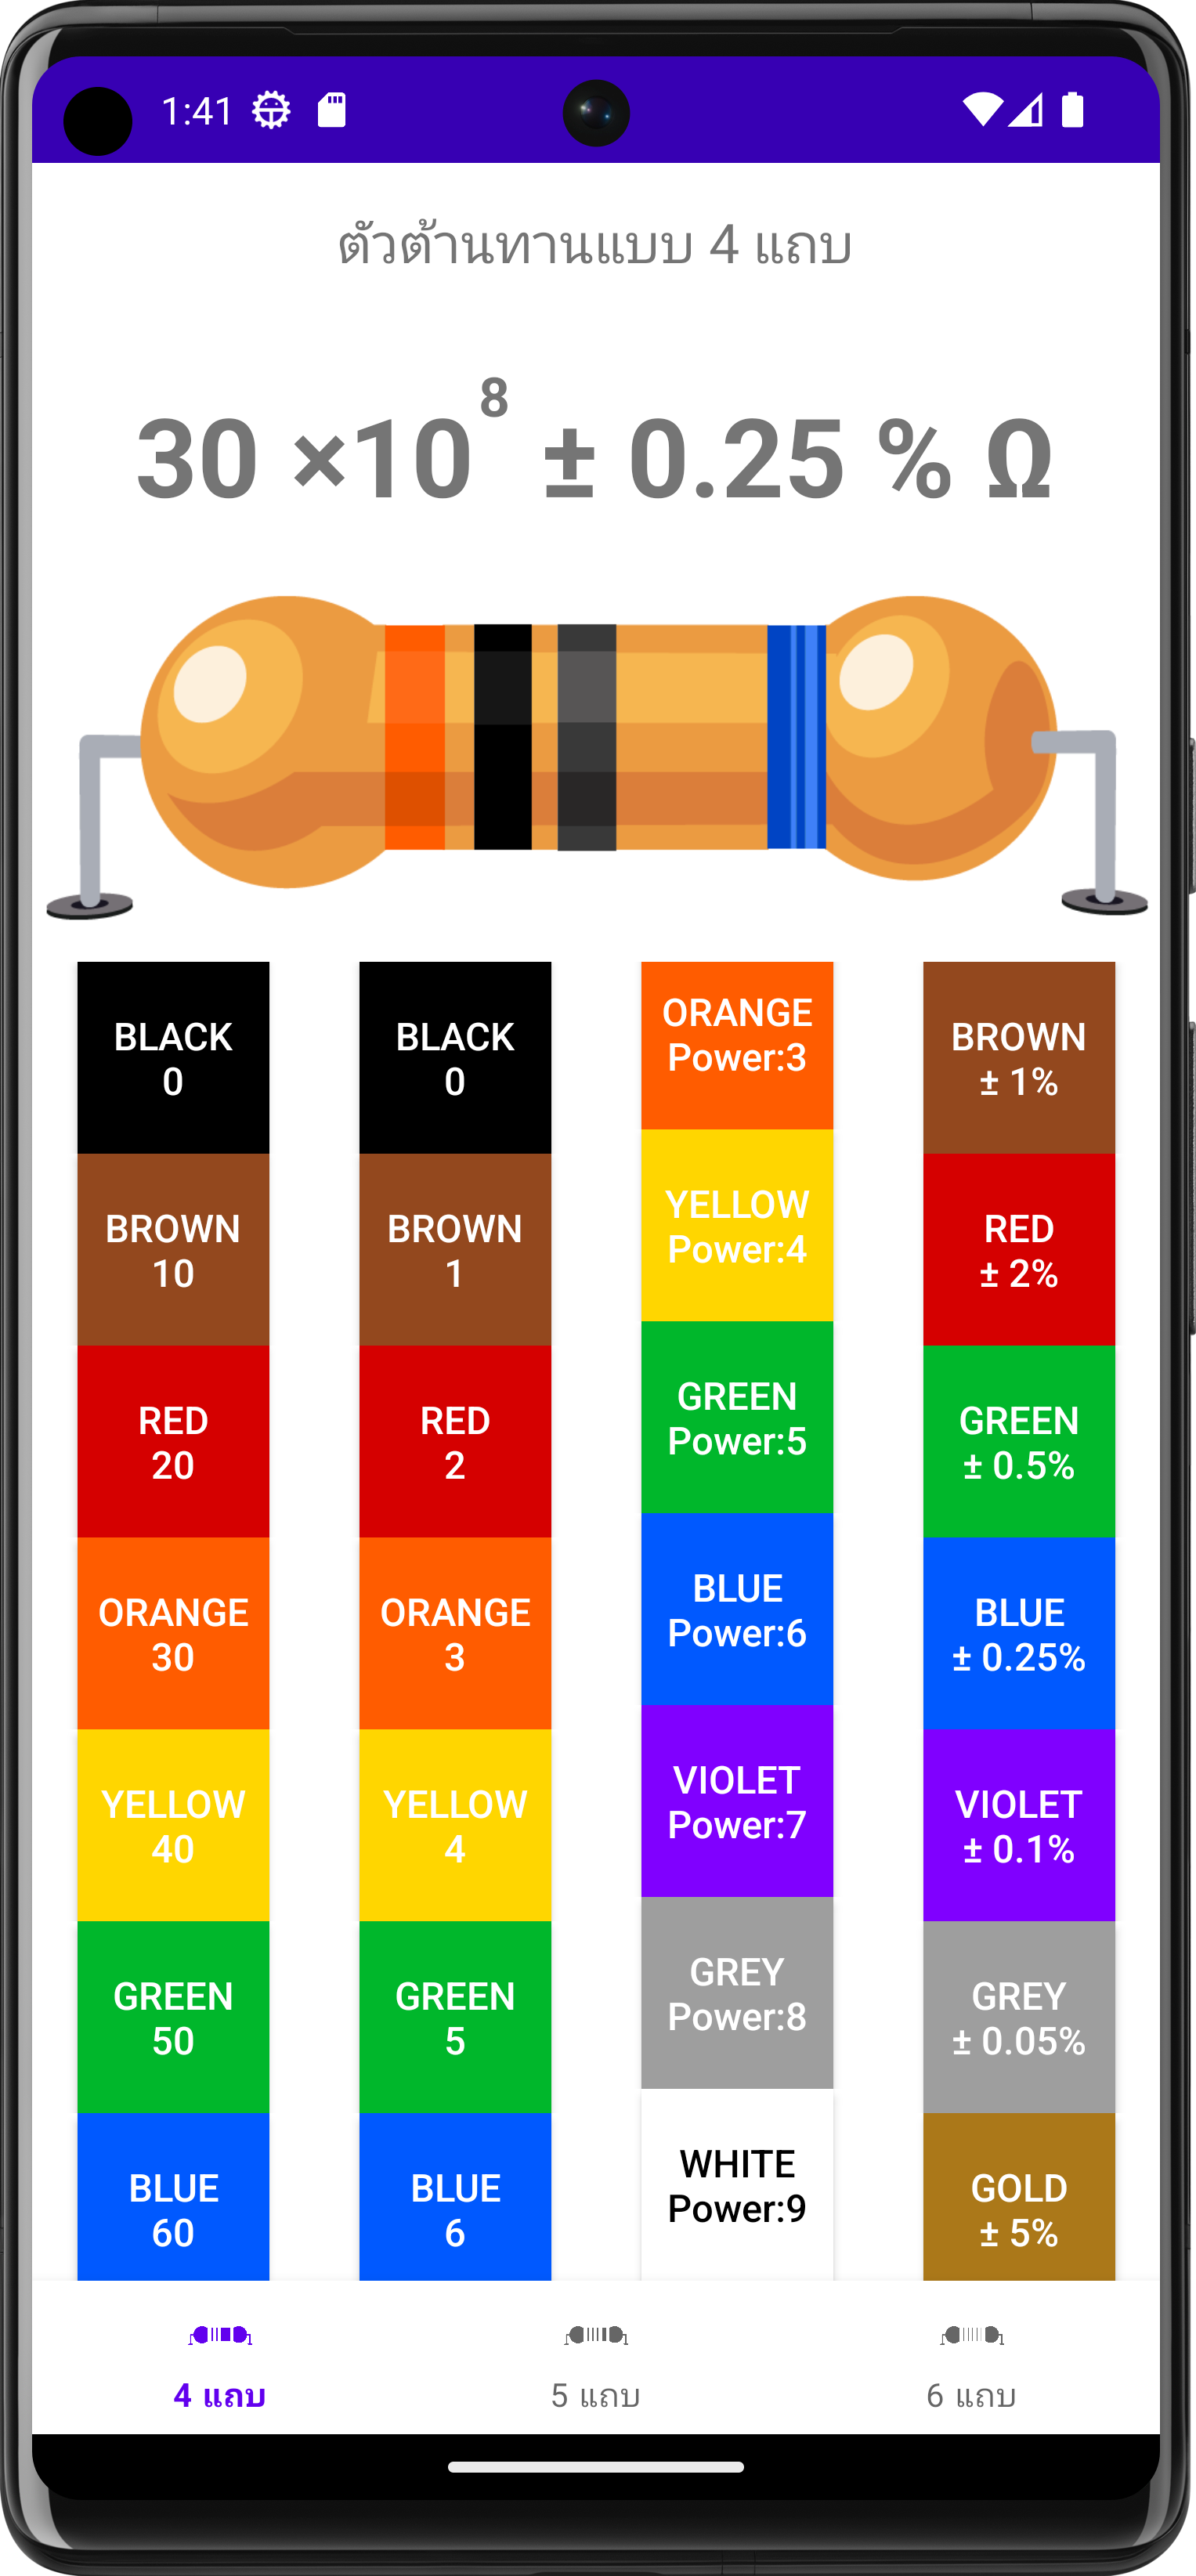 1:41
ตัวต้านทานแบบ 4 แถบ
30 ×10⁸ ± 0.25 % Ω
BLACK
0
BROWN
10
RED
20
ORANGE
30
YELLOW
40
GREEN
50
BLUE
60
BLACK
0
BROWN
1
RED
2
ORANGE
3
YELLOW
4
GREEN
5
BLUE
6
ORANGE
Power:3
YELLOW
Power:4
GREEN
Power:5
BLUE
Power:6
VIOLET
Power:7
GREY
Power:8
WHITE
Power:9
BROWN
± 1%
RED
± 2%
GREEN
± 0.5%
BLUE
± 0.25%
VIOLET
± 0.1%
GREY
± 0.05%
GOLD
± 5%
4 แถบ
5 แถบ
6 แถบ